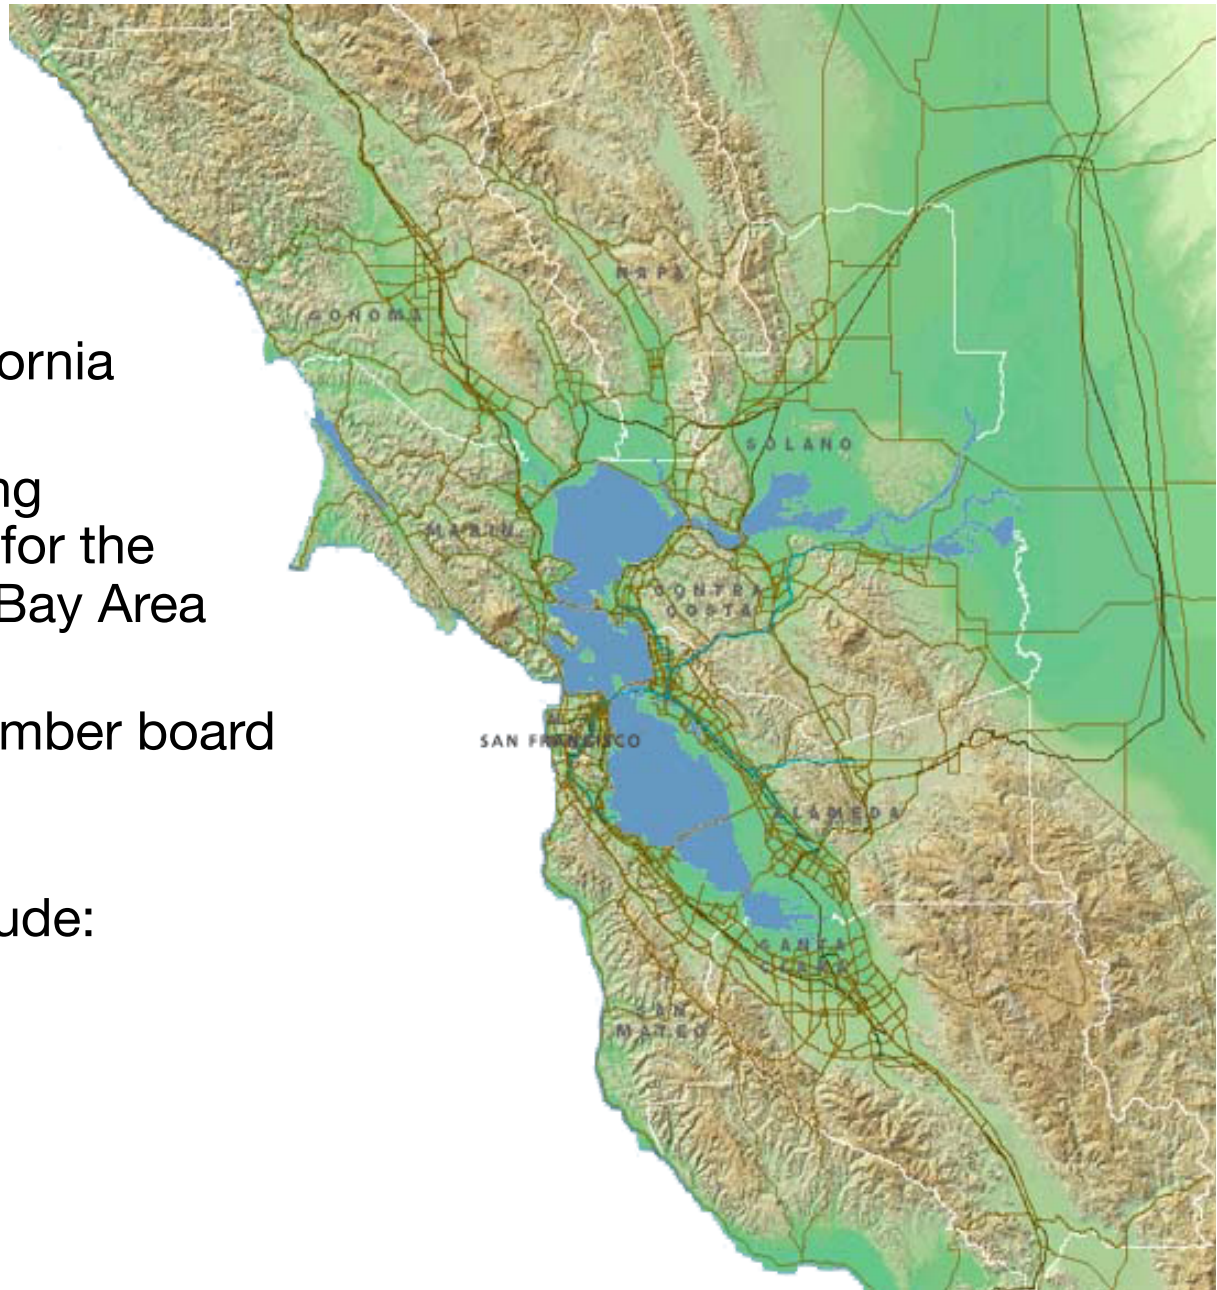 ornia
ng
for the
Bay Area
mber board
ude:
NAPA
SONOMA
SOLANO
MARIN
CONTRA
COSTA
SAN FRANCISCO
ALAMEDA
SANTA
CLARA
SAN
MATEO